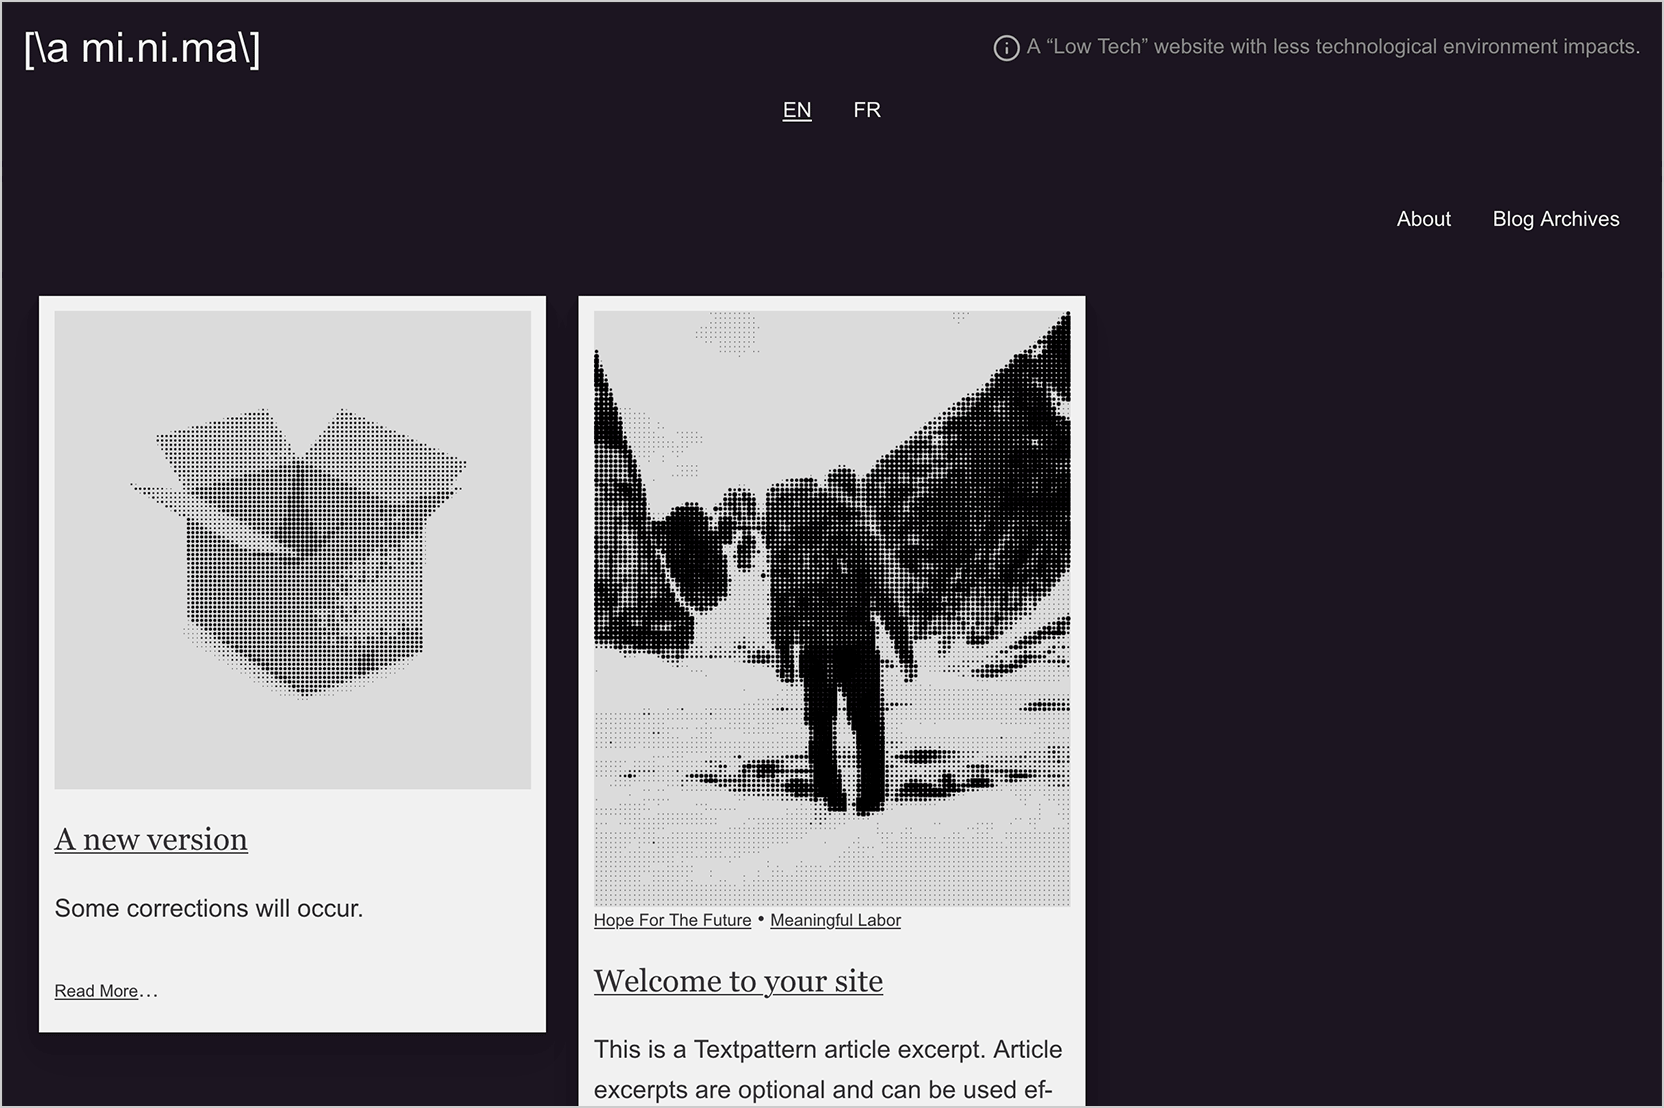 [\a mi.ni.ma\]
A “Low Tech” website with less technological environment impacts.
EN FR
About Blog Archives
A new version
Some corrections will occur.
Read More…
Hope For The Future • Meaningful Labor
Welcome to your site
This is a Textpattern article excerpt. Article
excerpts are optional and can be used ef-